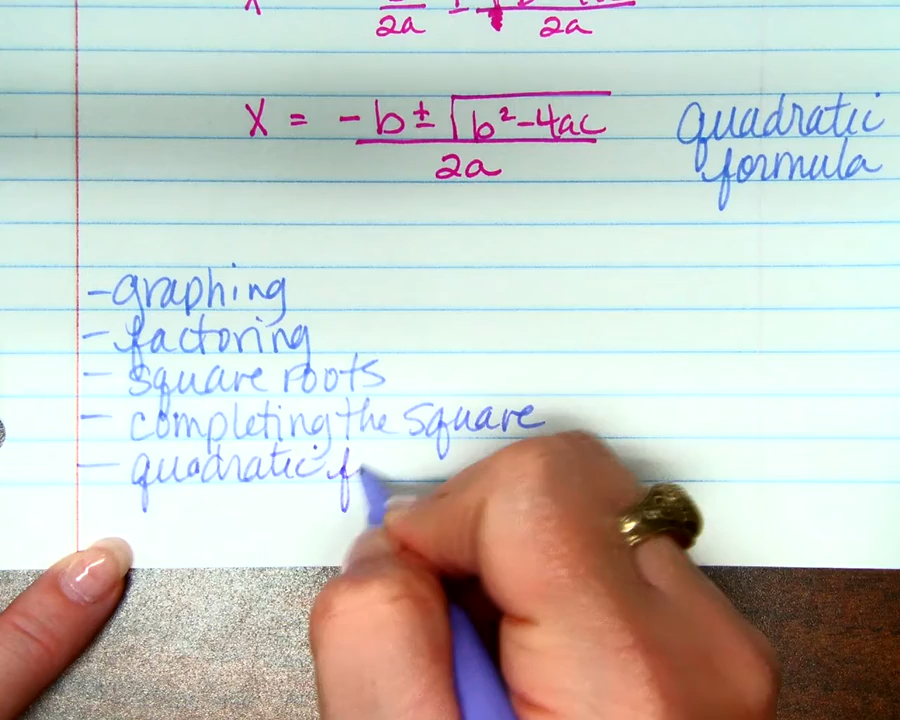 2a 2a
x = -b ± √b²-4ac
2a
quadratic
formula
-graphing
- factoring
- square roots
- completing the square
- quadratic f